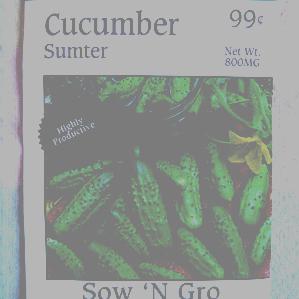 Cucumber 99¢
Sumter
Net Wt.
800MG
Highly
Productive
Sow ‘N Gro